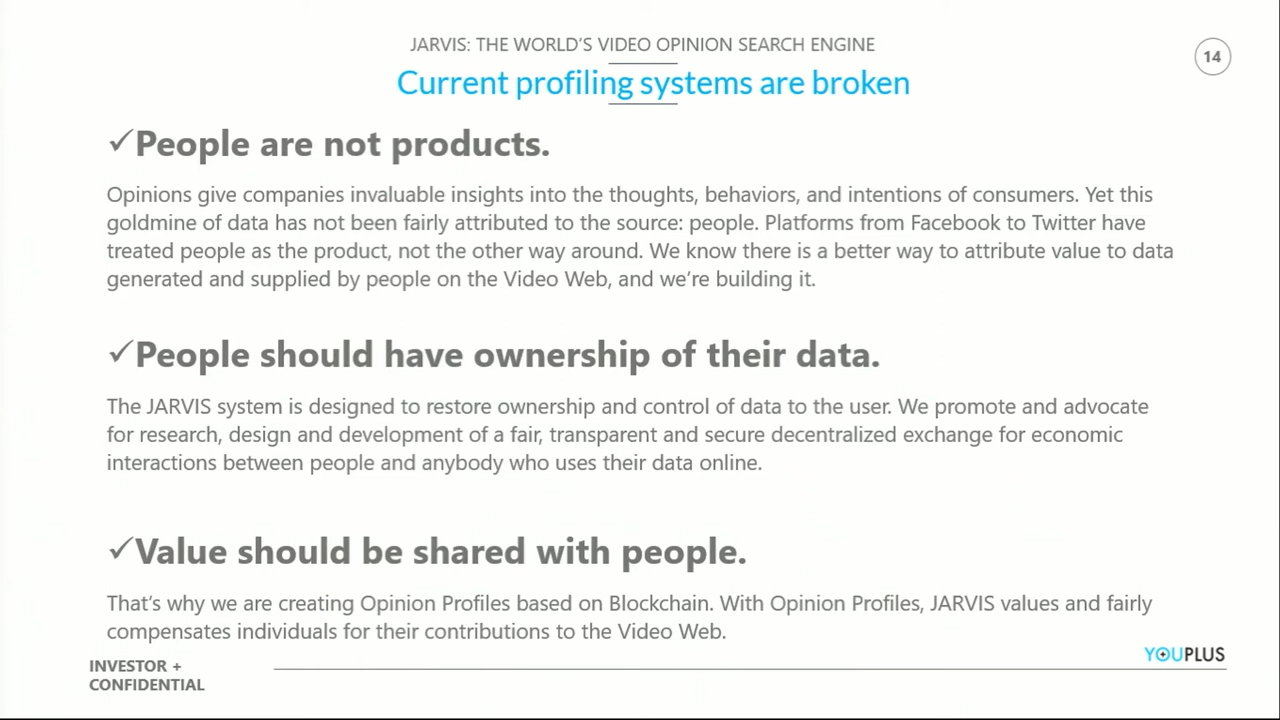 JARVIS: THE WORLD'S VIDEO OPINION SEARCH ENGINE
14
Current profiling systems are broken
✓People are not products.
Opinions give companies invaluable insights into the thoughts, behaviors, and intentions of consumers. Yet this
goldmine of data has not been fairly attributed to the source: people. Platforms from Facebook to Twitter have
treated people as the product, not the other way around. We know there is a better way to attribute value to data
generated and supplied by people on the Video Web, and we're building it.
✓People should have ownership of their data.
The JARVIS system is designed to restore ownership and control of data to the user. We promote and advocate
for research, design and development of a fair, transparent and secure decentralized exchange for economic
interactions between people and anybody who uses their data online.
✓Value should be shared with people.
That's why we are creating Opinion Profiles based on Blockchain. With Opinion Profiles, JARVIS values and fairly
compensates individuals for their contributions to the Video Web.
YOUPLUS
INVESTOR +
CONFIDENTIAL